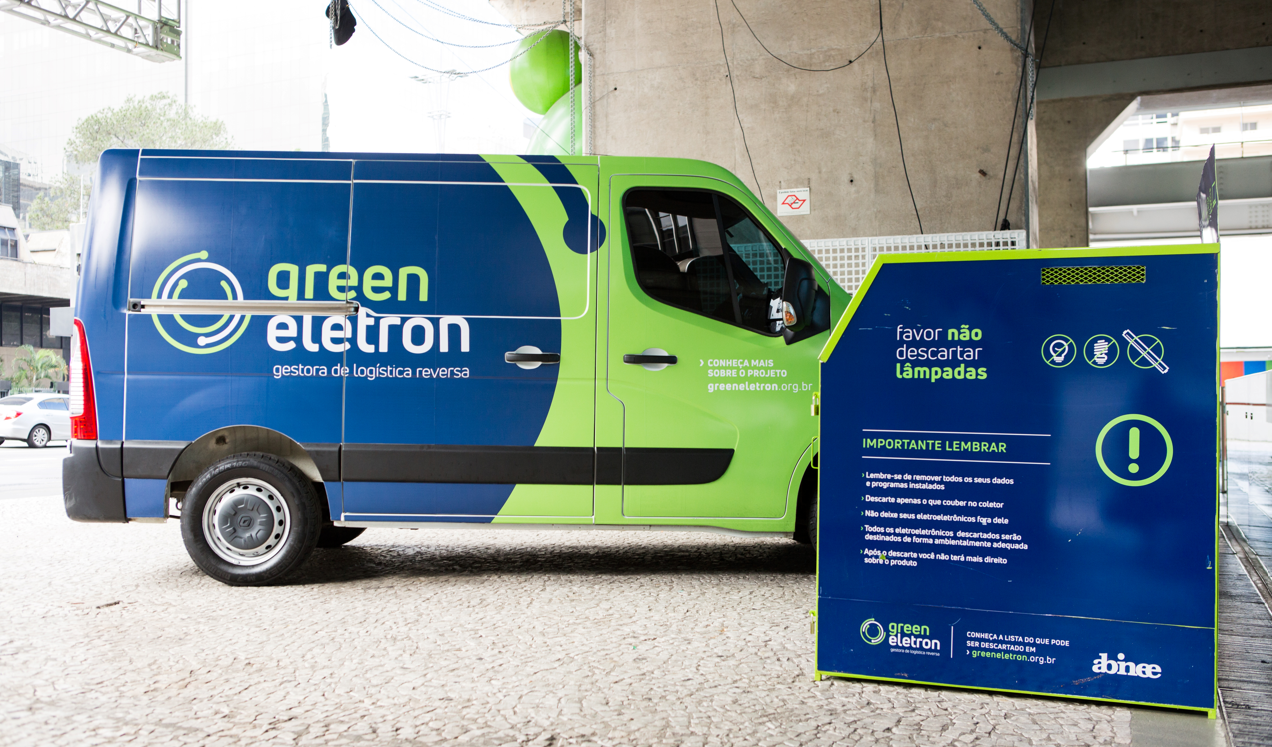 green
eletron
gestora de logística reversa
› CONHEÇA MAIS
SOBRE O PROJETO
greeneletron.org.br
favor não
descartar
lâmpadas
IMPORTANTE LEMBRAR
› Lembre-se de remover todos os seus dados
e programas instalados
› Descarte apenas o que couber no coletor
› Não deixe seus eletroeletrônicos fora dele
› Todos os eletroeletrônicos descartados serão
destinados de forma ambientalmente adequada
› Após o descarte você não terá mais direito
sobre o produto
green
eletron
gestora de logística reversa
CONHEÇA A LISTA DO QUE PODE
SER DESCARTADO EM
› greeneletron.org.br
abinee